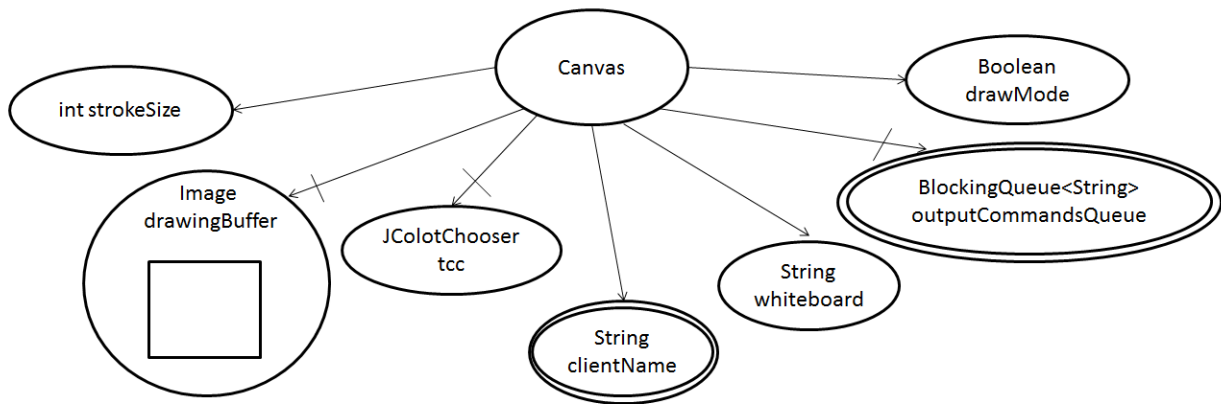 Canvas
Boolean
drawMode
int strokeSize
Image
drawingBuffer
BlockingQueue<String>
outputCommandsQueue
JColotChooser
tcc
String
whiteboard
String
clientName